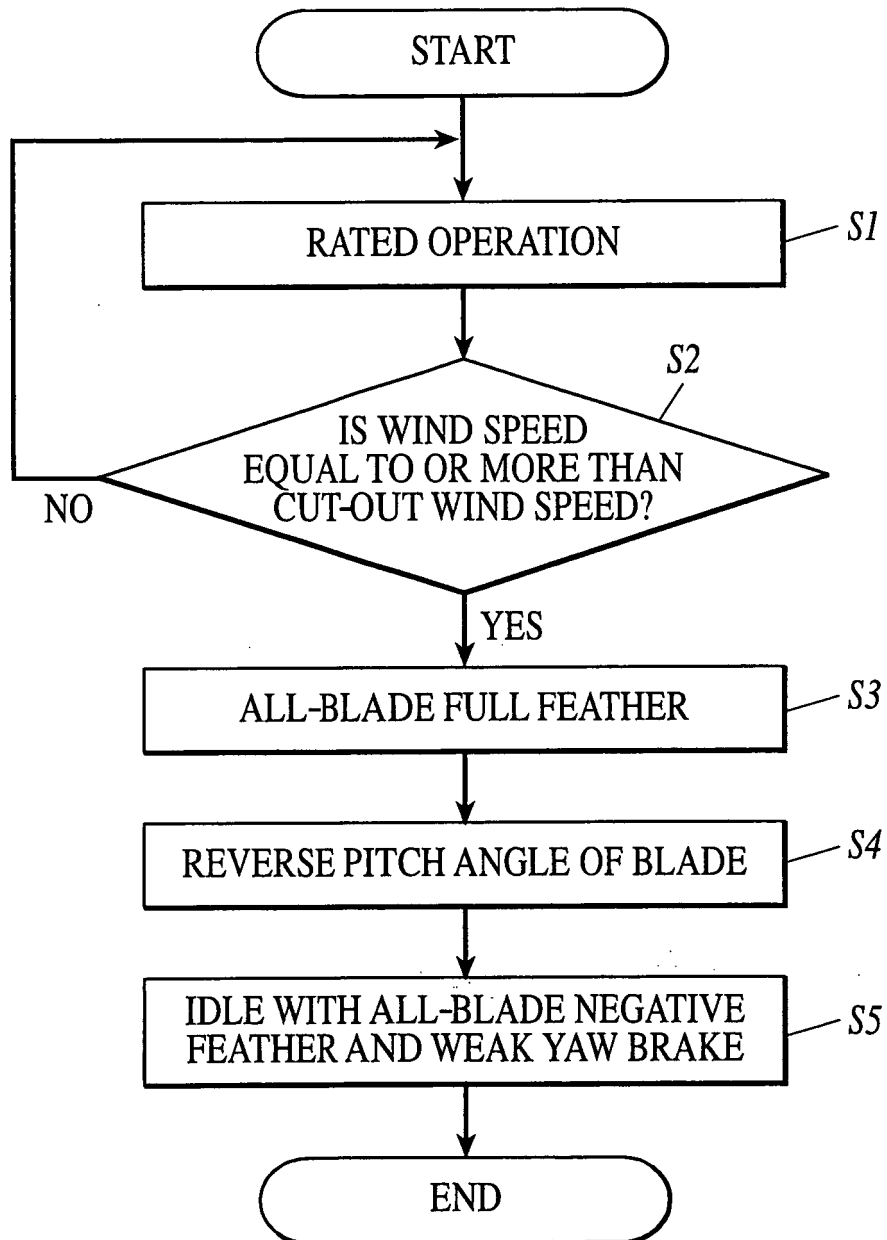 START
RATED OPERATION
S1
S2
IS WIND SPEED
EQUAL TO OR MORE THAN
CUT-OUT WIND SPEED?
NO
YES
ALL-BLADE FULL FEATHER
S3
REVERSE PITCH ANGLE OF BLADE
S4
IDLE WITH ALL-BLADE NEGATIVE
FEATHER AND WEAK YAW BRAKE
S5
END